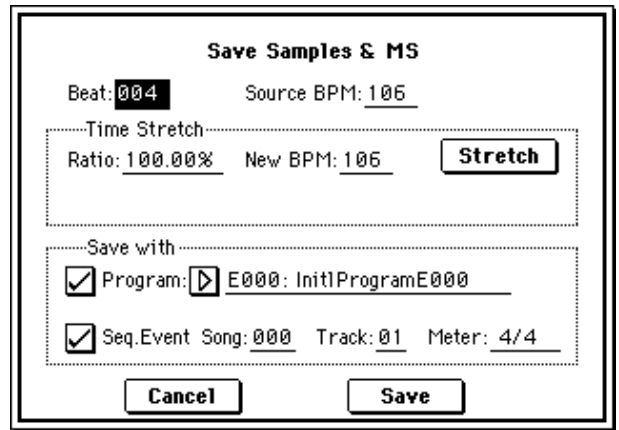 Save Samples & MS
Beat: 004 Source BPM: 106
Time Stretch
Ratio: 100.00% New BPM: 106 Stretch
Save with
Program: E000: InitlProgramE000
Seq.Event Song: 000 Track: 01 Meter: 4/4
Cancel Save